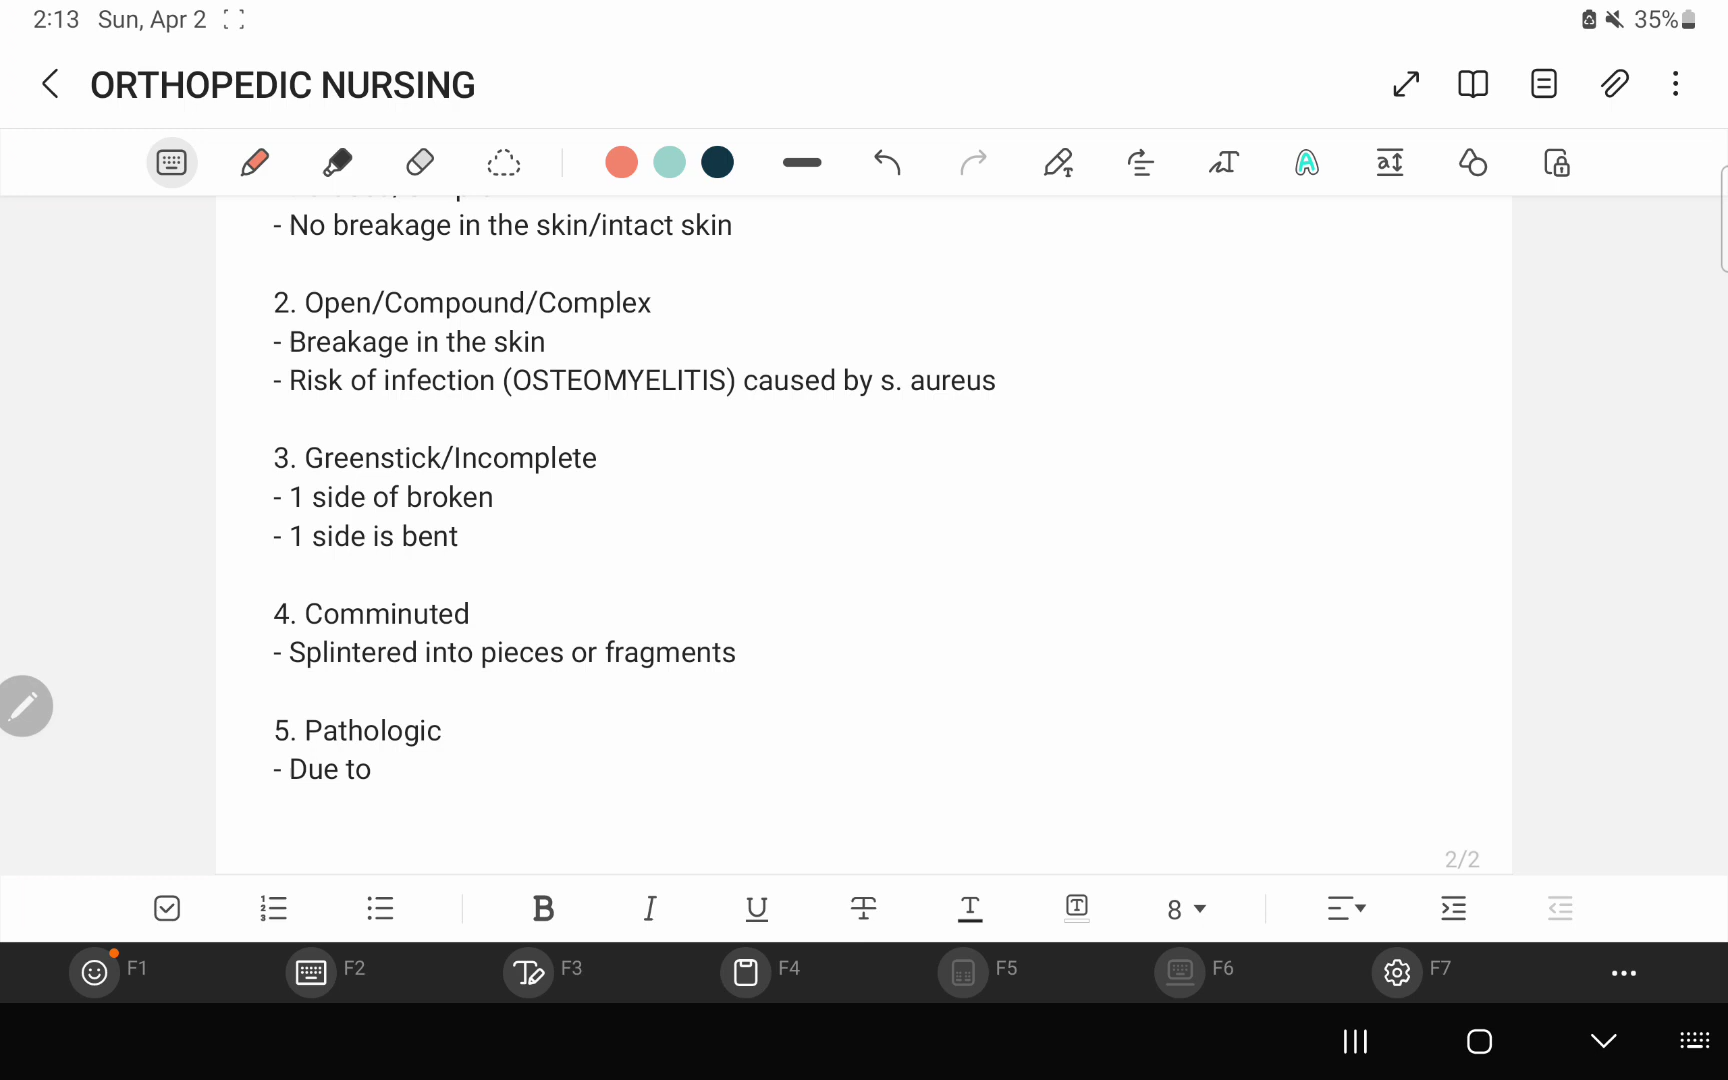 2:13 Sun, Apr 2 35%
ORTHOPEDIC NURSING
- No breakage in the skin/intact skin
2. Open/Compound/Complex
- Breakage in the skin
- Risk of infection (OSTEOMYELITIS) caused by s. aureus
3. Greenstick/Incomplete
- 1 side of broken
- 1 side is bent
4. Comminuted
- Splintered into pieces or fragments
5. Pathologic
- Due to
2/2
8
F1 F2 F3 F4 F5 F6 F7